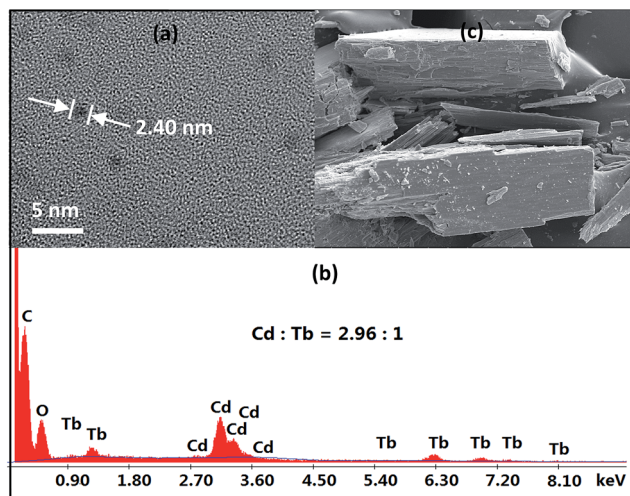 (a)
(c)
2.40 nm
5 nm
(b)
Cd : Tb = 2.96 : 1
C
O
Tb
Tb
Cd
Cd
Cd
Cd
Cd
Tb
Tb
Tb
Tb
Tb
0.90 1.80 2.70 3.60 4.50 5.40 6.30 7.20 8.10 keV